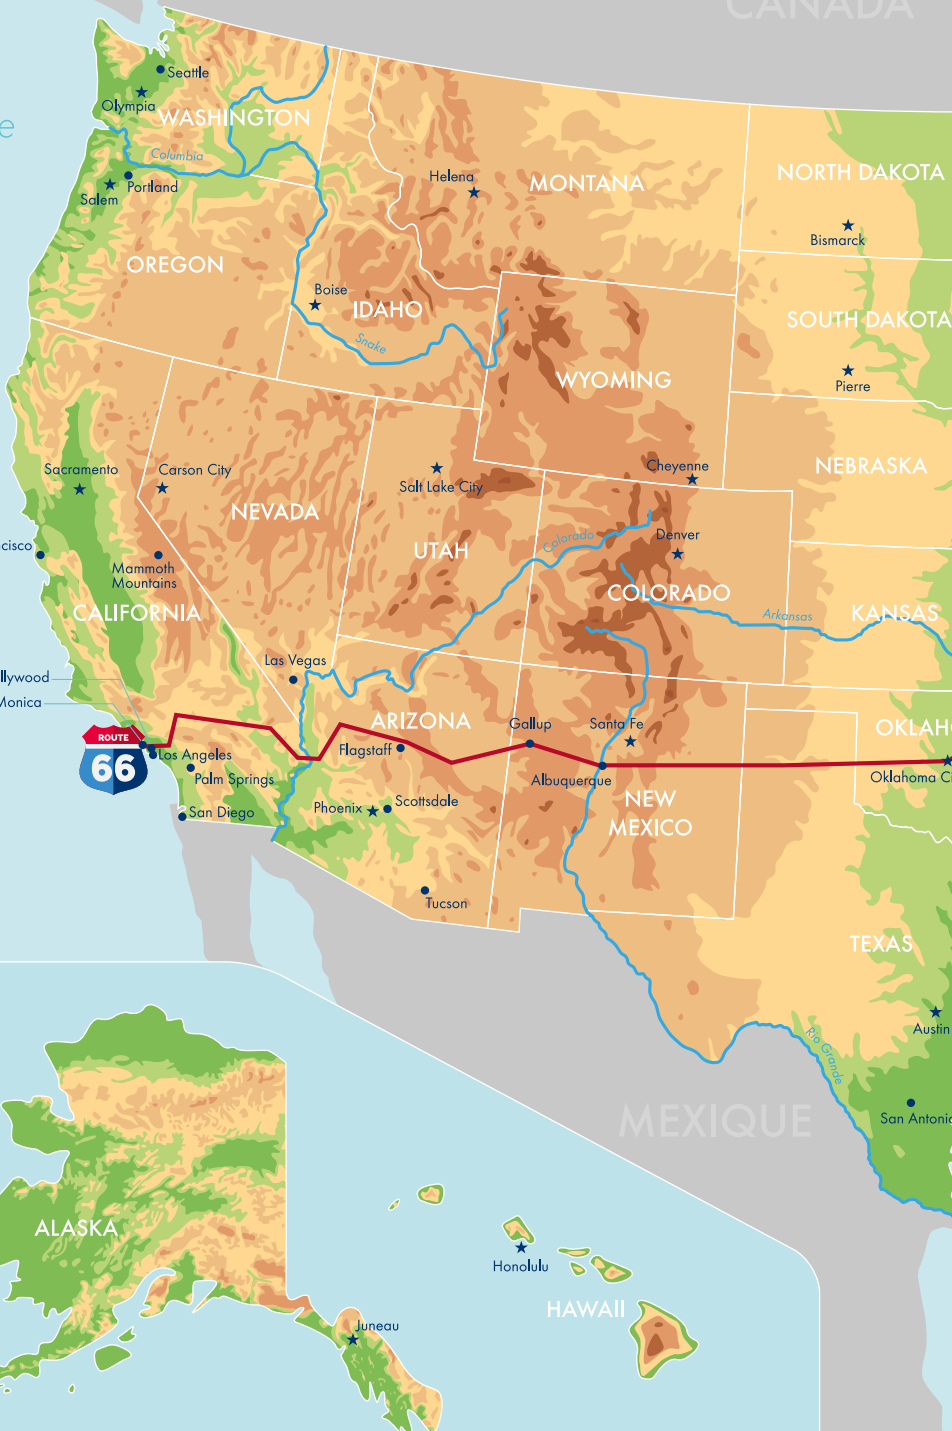 CANADA
e
Seattle
Olympia
WASHINGTON
Columbia
Portland
Salem
OREGON
Helena
MONTANA
NORTH DAKOTA
Bismarck
Boise
IDAHO
Snake
SOUTH DAKOTA
Pierre
WYOMING
Cheyenne
NEBRASKA
Sacramento
Carson City
NEVADA
Salt Lake City
UTAH
cisco
Mammoth
Mountains
CALIFORNIA
Colorado
Denver
COLORADO
Arkansas
KANSAS
Las Vegas
llywood
Monica
ROUTE
66
Los Angeles
Palm Springs
San Diego
ARIZONA
Flagstaff
Gallup
Santa Fe
Albuquerque
OKLAH
Oklahoma C
Phoenix
Scottsdale
NEW
MEXICO
Tucson
TEXAS
Austin
Rio Grande
San Antonio
MEXIQUE
ALASKA
Juneau
Honolulu
HAWAII